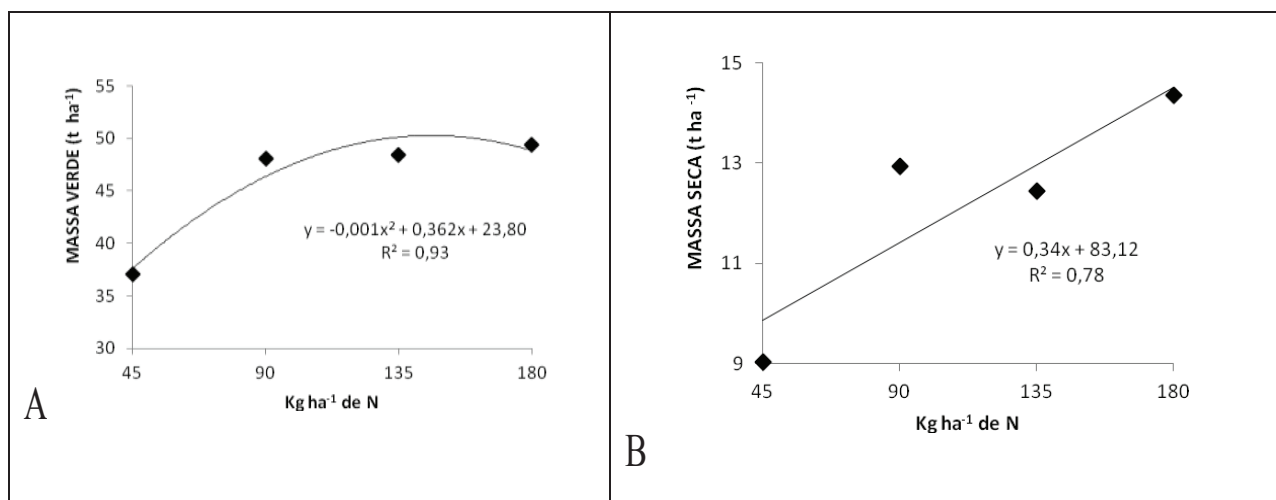 MASSA VERDE (t ha⁻¹)
55
50
45
40
35
30
y = -0,001x² + 0,362x + 23,80
R² = 0,93
45 90 135 180
Kg ha⁻¹ de N
A
MASSA SECA (t ha ⁻¹)
15
13
11
9
y = 0,34x + 83,12
R² = 0,78
45 90 135 180
Kg ha⁻¹ de N
B